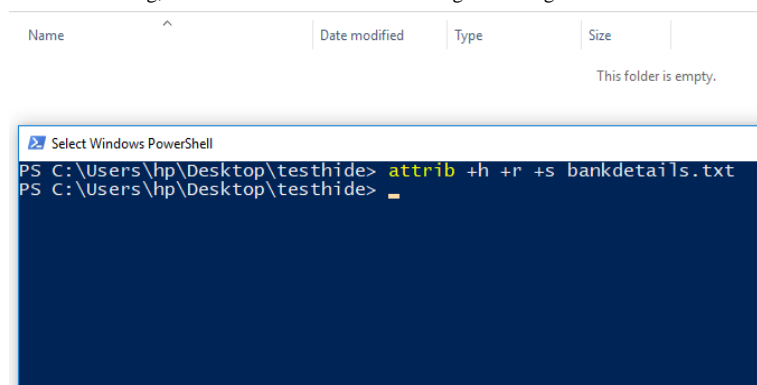 Name Date modified Type Size
This folder is empty.
Select Windows PowerShell
PS C:\Users\hp\Desktop\testhide> attrib +h +r +s bankdetails.txt
PS C:\Users\hp\Desktop\testhide>